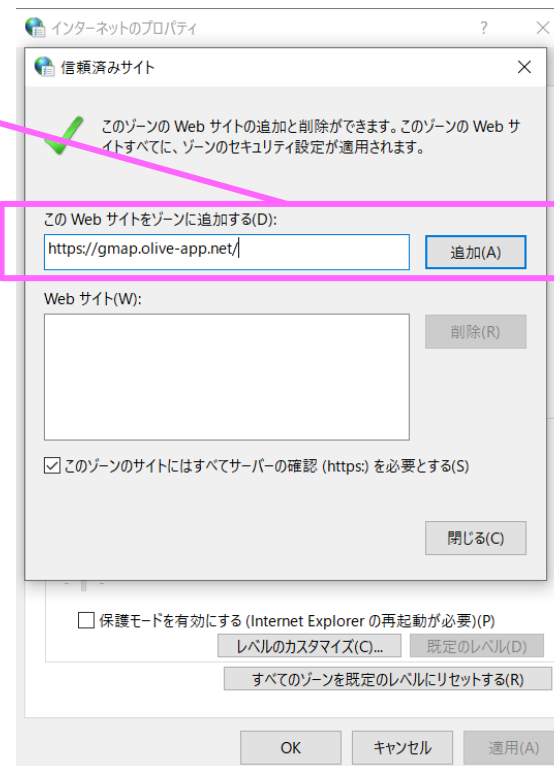 インターネットのプロパティ
信頼済みサイト
このゾーンの Web サイトの追加と削除ができます。このゾーンの Web サ
イトすべてに、ゾーンのセキュリティ設定が適用されます。
この Web サイトをゾーンに追加する(D):
https://gmap.olive-app.net/
追加(A)
Web サイト(W):
削除(R)
このゾーンのサイトにはすべてサーバーの確認 (https:) を必要とする(S)
閉じる(C)
保護モードを有効にする (Internet Explorer の再起動が必要)(P)
レベルのカスタマイズ(C)... 既定のレベル(D)
すべてのゾーンを既定のレベルにリセットする(R)
OK キャンセル 適用(A)